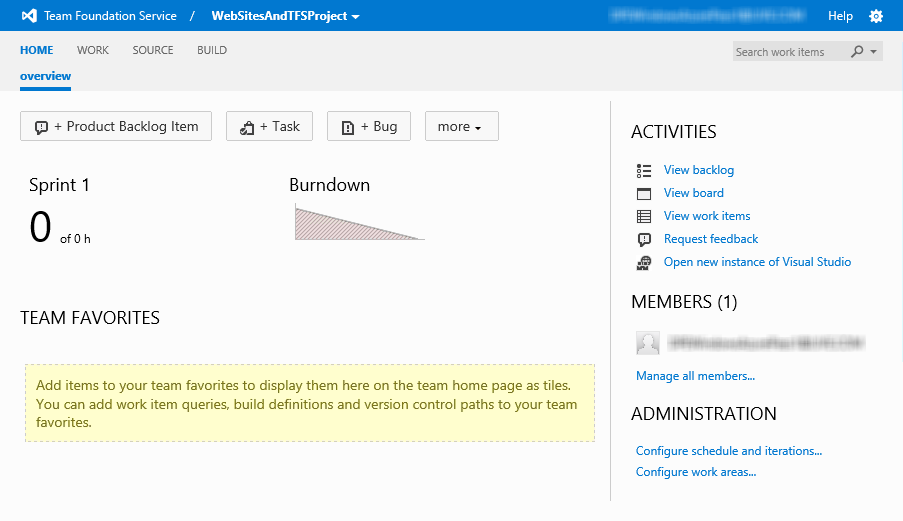 Team Foundation Service / WebSitesAndTFSProject Help
HOME WORK SOURCE BUILD
Search work items
overview
+ Product Backlog Item + Task + Bug more
Sprint 1
0 of 0 h
Burndown
TEAM FAVORITES
Add items to your team favorites to display them here on the team home page as tiles.
You can add work item queries, build definitions and version control paths to your team
favorites.
ACTIVITIES
View backlog
View board
View work items
Request feedback
Open new instance of Visual Studio
MEMBERS (1)
Manage all members...
ADMINISTRATION
Configure schedule and iterations...
Configure work areas...